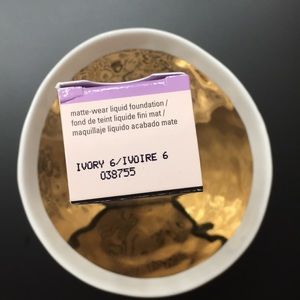 matte-wear liquid foundation /
fond de teint liquide fini mat /
maquillaje líquido acabado mate
IVORY 6/IVOIRE 6
038755